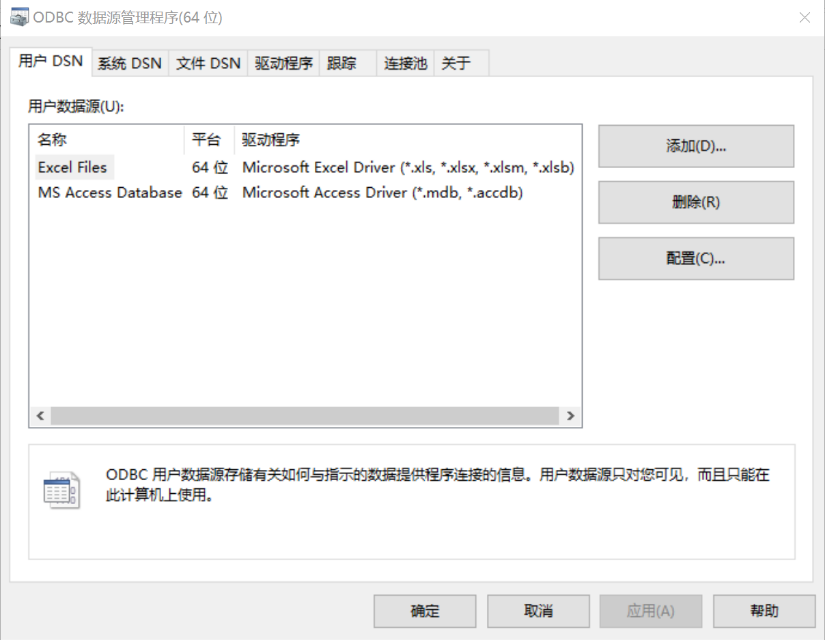 ODBC 数据源管理程序(64 位)
用户 DSN 系统 DSN 文件 DSN 驱动程序 跟踪 连接池 关于
用户数据源(U):
名称 平台 驱动程序
Excel Files 64 位 Microsoft Excel Driver (*.xls, *.xlsx, *.xlsm, *.xlsb)
MS Access Database 64 位 Microsoft Access Driver (*.mdb, *.accdb)
添加(D)...
删除(R)
配置(C)...
ODBC 用户数据源存储有关如何与指示的数据提供程序连接的信息。用户数据源只对您可见，而且只能在
此计算机上使用。
确定 取消 应用(A) 帮助